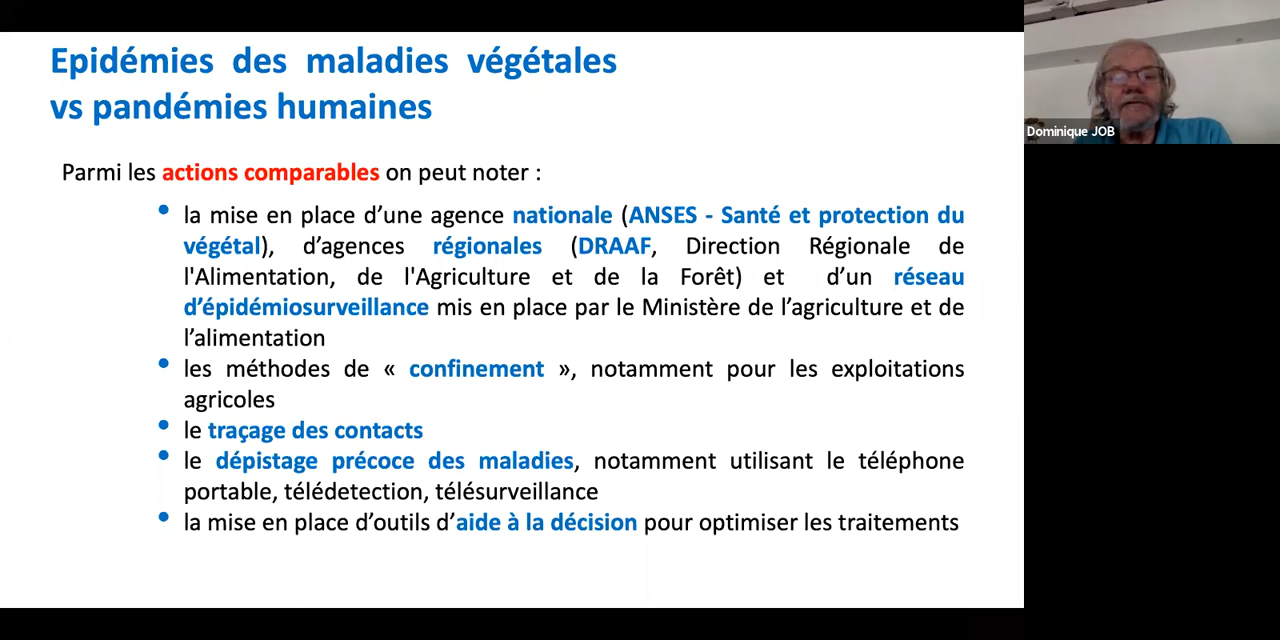 Epidémies des maladies végétales
vs pandémies humaines
Parmi les actions comparables on peut noter :
• la mise en place d’une agence nationale (ANSES - Santé et protection du
végétal), d’agences régionales (DRAAF, Direction Régionale de
l'Alimentation, de l'Agriculture et de la Forêt) et d’un réseau
d’épidémiosurveillance mis en place par le Ministère de l’agriculture et de
l’alimentation
• les méthodes de « confinement », notamment pour les exploitations
agricoles
• le traçage des contacts
• le dépistage précoce des maladies, notamment utilisant le téléphone
portable, télédetection, télésurveillance
• la mise en place d’outils d’aide à la décision pour optimiser les traitements
Dominique JOB